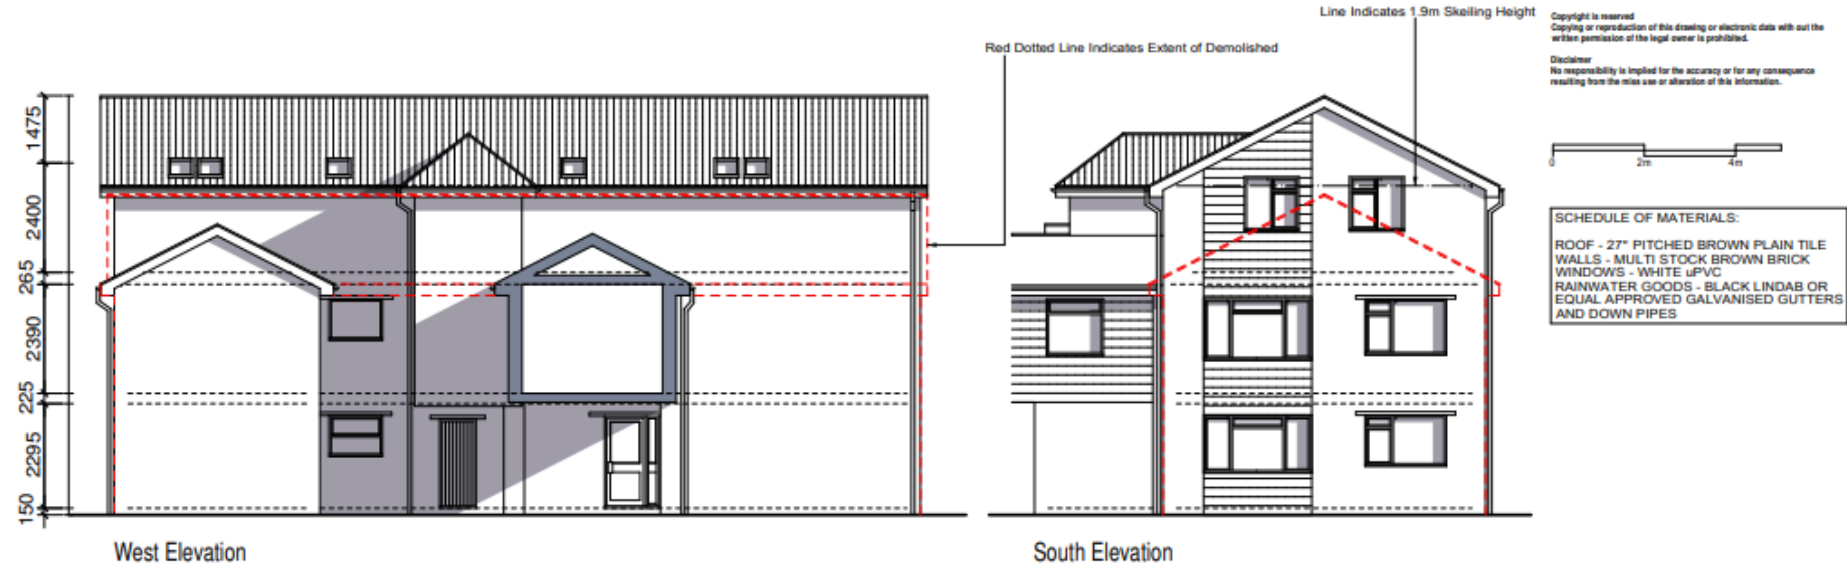 Line Indicates 1.9m Skeiling Height
Red Dotted Line Indicates Extent of Demolished
Copyright is reserved
Copying or reproduction of this drawing or electronic data with out the
written permission of the legal owner is prohibited.
Disclaimer
No responsibility is implied for the accuracy or for any consequence
resulting from the miss use or alteration of this information.
0 2m 4m
SCHEDULE OF MATERIALS:
ROOF - 27° PITCHED BROWN PLAIN TILE
WALLS - MULTI STOCK BROWN BRICK
WINDOWS - WHITE uPVC
RAINWATER GOODS - BLACK LINDAB OR
EQUAL APPROVED GALVANISED GUTTERS
AND DOWN PIPES
1475
2400
265
2390
225
2295
150
West Elevation
South Elevation